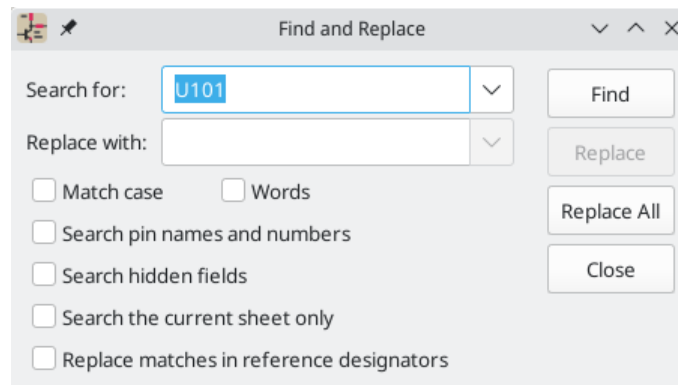 Find and Replace
Search for: U101 Find
Replace with: Replace
Match case Words
Replace All
Search pin names and numbers
Search hidden fields Close
Search the current sheet only
Replace matches in reference designators